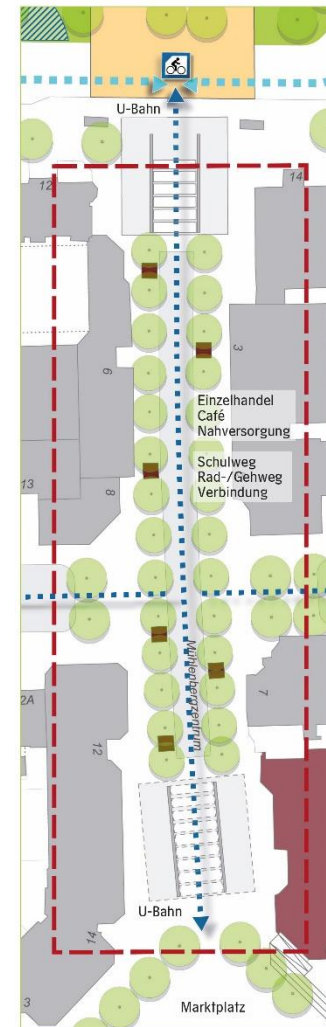 U-Bahn
12
14
6
3
Einzelhandel
Café
Nahversorgung
Schulweg
Rad-/Gehweg
Verbindung
13
8
Mühlenbergzentrum
7
2A
12
U-Bahn
14
3
Marktplatz